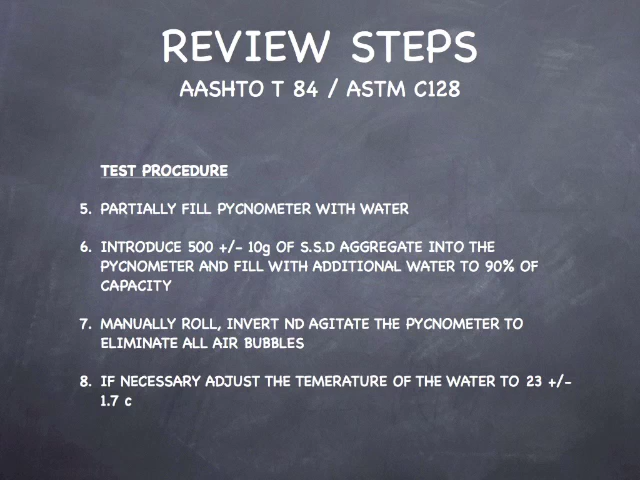 REVIEW STEPS
AASHTO T 84 / ASTM C128
TEST PROCEDURE
5. PARTIALLY FILL PYCNOMETER WITH WATER
6. INTRODUCE 500 +/- 10g OF S.S.D AGGREGATE INTO THE
PYCNOMETER AND FILL WITH ADDITIONAL WATER TO 90% OF
CAPACITY
7. MANUALLY ROLL, INVERT ND AGITATE THE PYCNOMETER TO
ELIMINATE ALL AIR BUBBLES
8. IF NECESSARY ADJUST THE TEMERATURE OF THE WATER TO 23 +/-
1.7 c